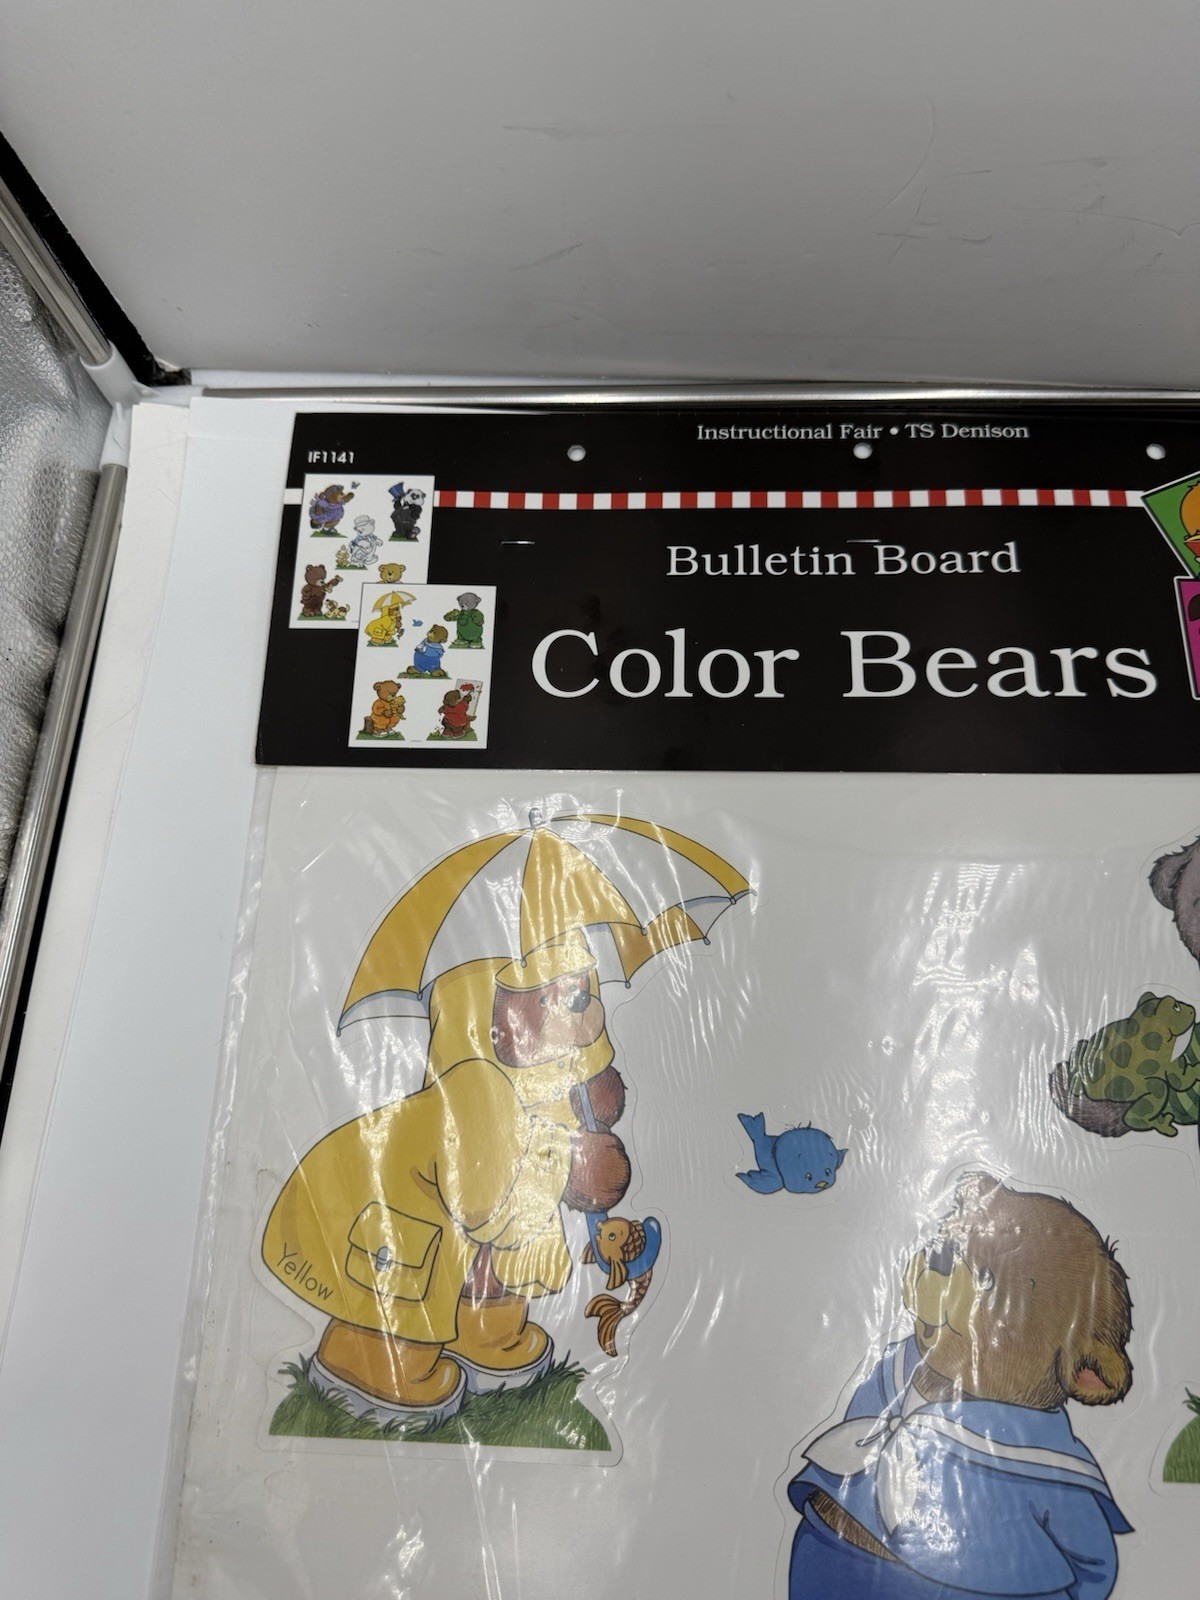 Instructional Fair • TS Denison
IF1141
Bulletin Board
Color Bears
Yellow